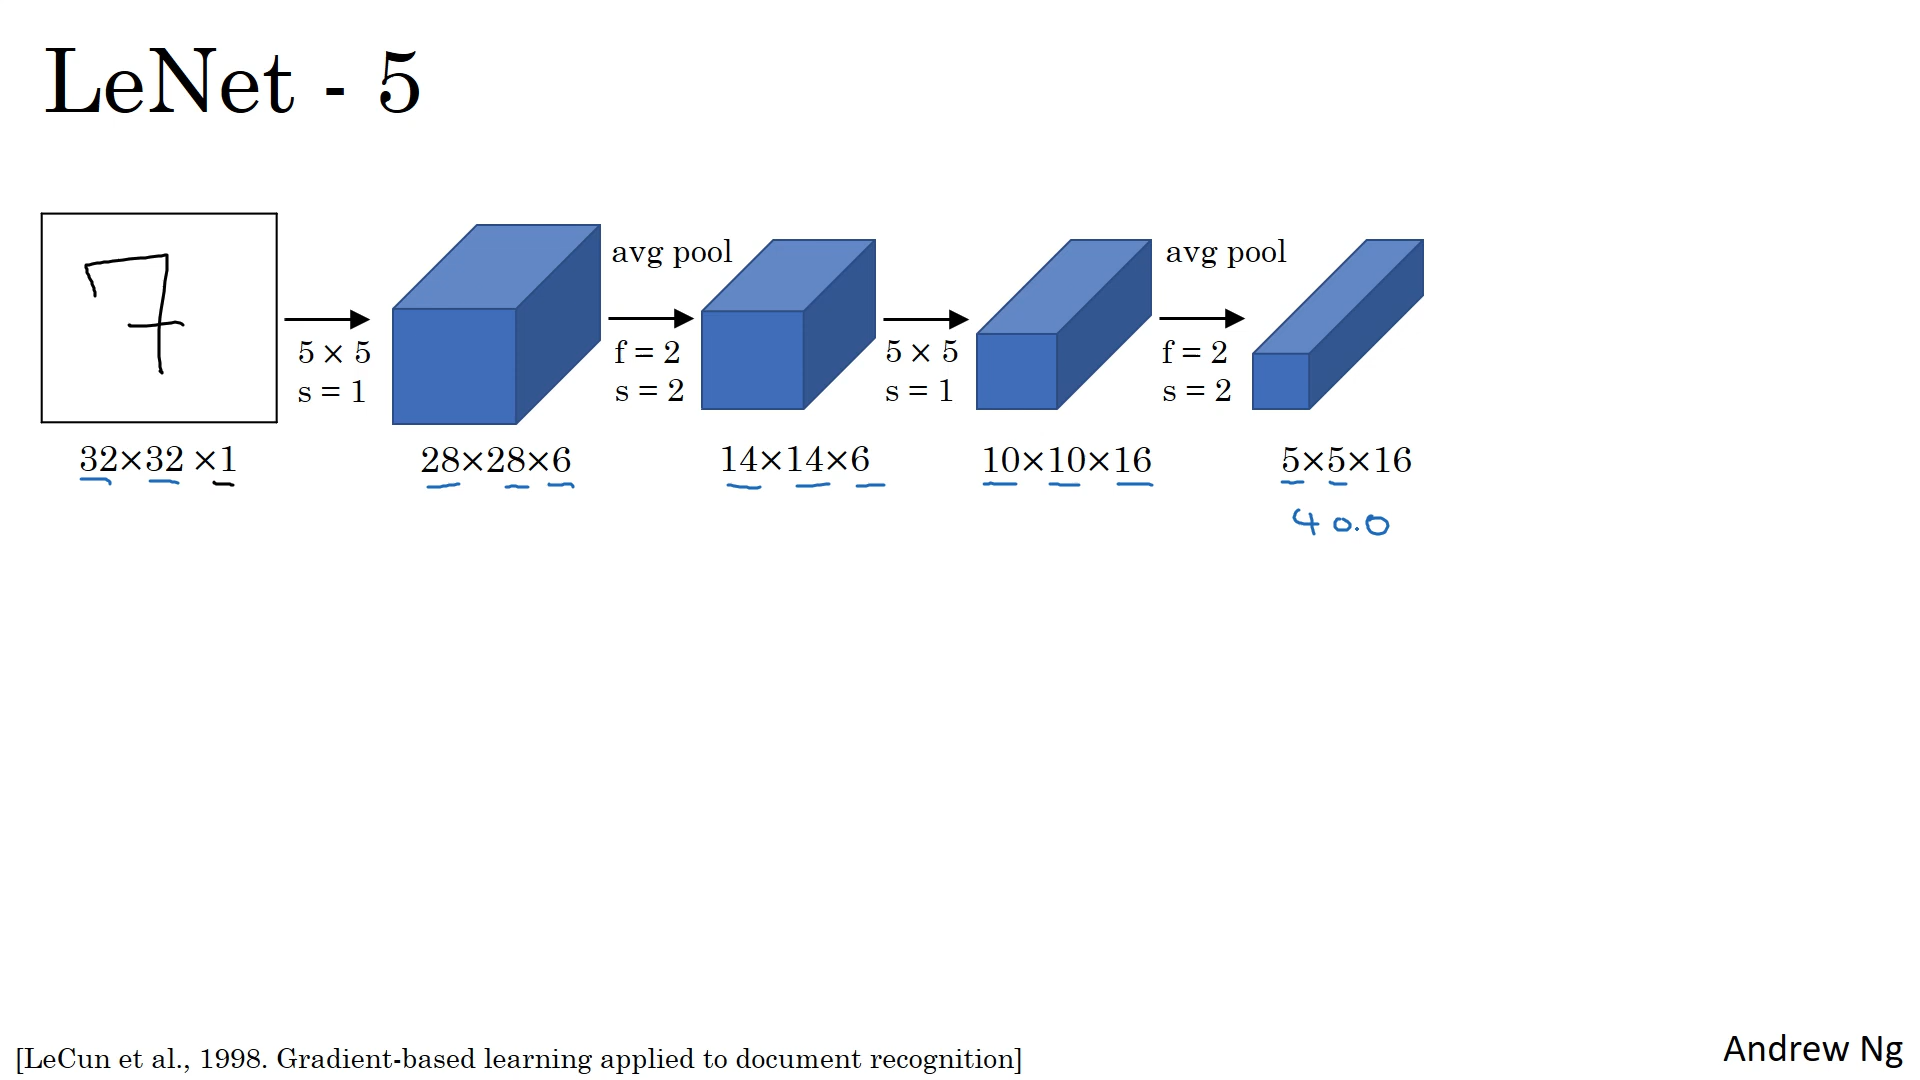 LeNet - 5
7
5 × 5
s = 1
avg pool
f = 2
s = 2
5 × 5
s = 1
avg pool
f = 2
s = 2
32×32 ×1
28×28×6
14×14×6
10×10×16
5×5×16
40.0
[LeCun et al., 1998. Gradient-based learning applied to document recognition]
Andrew Ng